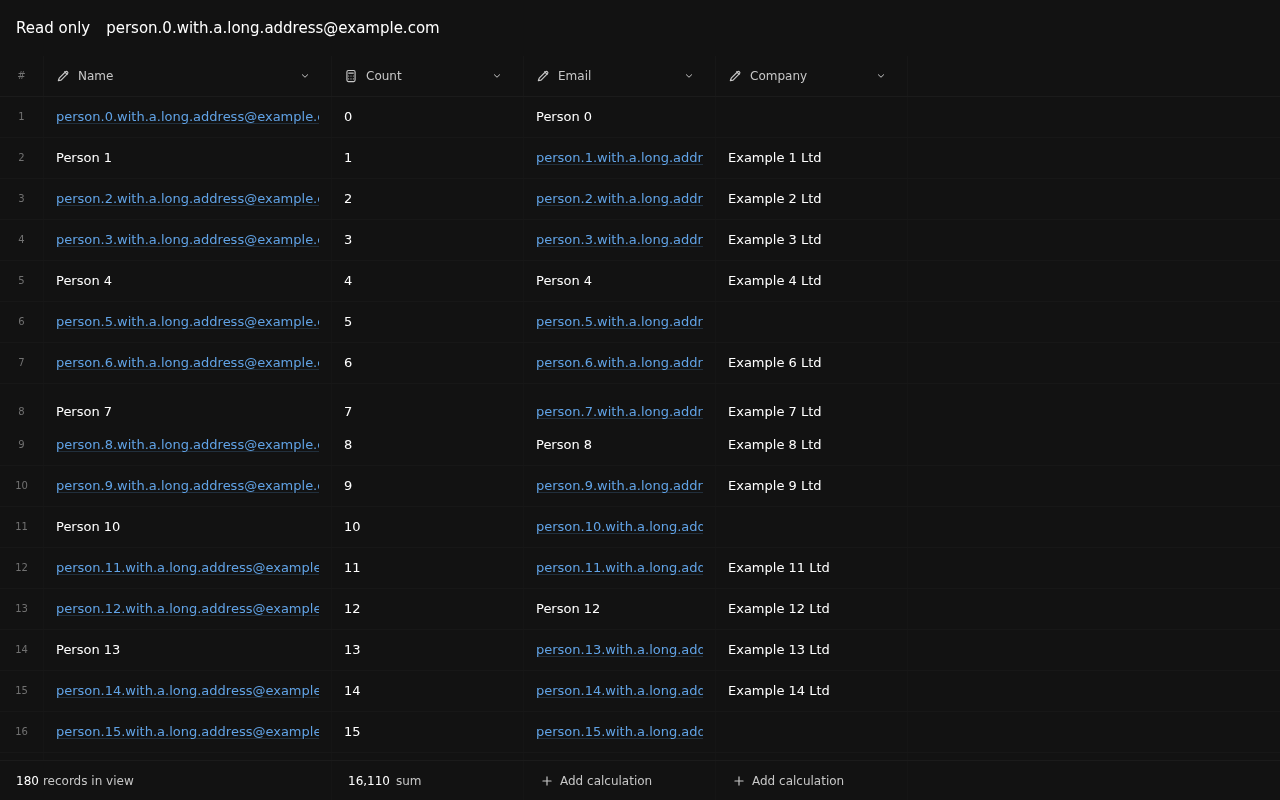 Read only person.0.with.a.long.address@example.com
# Name Count Email Company
1 person.0.with.a.long.address@example. 0 Person 0
2 Person 1 1 person.1.with.a.long.addr Example 1 Ltd
3 person.2.with.a.long.address@example. 2 person.2.with.a.long.addr Example 2 Ltd
4 person.3.with.a.long.address@example. 3 person.3.with.a.long.addr Example 3 Ltd
5 Person 4 4 Person 4 Example 4 Ltd
6 person.5.with.a.long.address@example. 5 person.5.with.a.long.addr
7 person.6.with.a.long.address@example. 6 person.6.with.a.long.addr Example 6 Ltd
8 Person 7 7 person.7.with.a.long.addr Example 7 Ltd
9 person.8.with.a.long.address@example. 8 Person 8 Example 8 Ltd
10 person.9.with.a.long.address@example. 9 person.9.with.a.long.addr Example 9 Ltd
11 Person 10 10 person.10.with.a.long.add
12 person.11.with.a.long.address@example 11 person.11.with.a.long.add Example 11 Ltd
13 person.12.with.a.long.address@example 12 Person 12 Example 12 Ltd
14 Person 13 13 person.13.with.a.long.add Example 13 Ltd
15 person.14.with.a.long.address@example 14 person.14.with.a.long.add Example 14 Ltd
16 person.15.with.a.long.address@example 15 person.15.with.a.long.add
180 records in view 16,110 sum Add calculation Add calculation